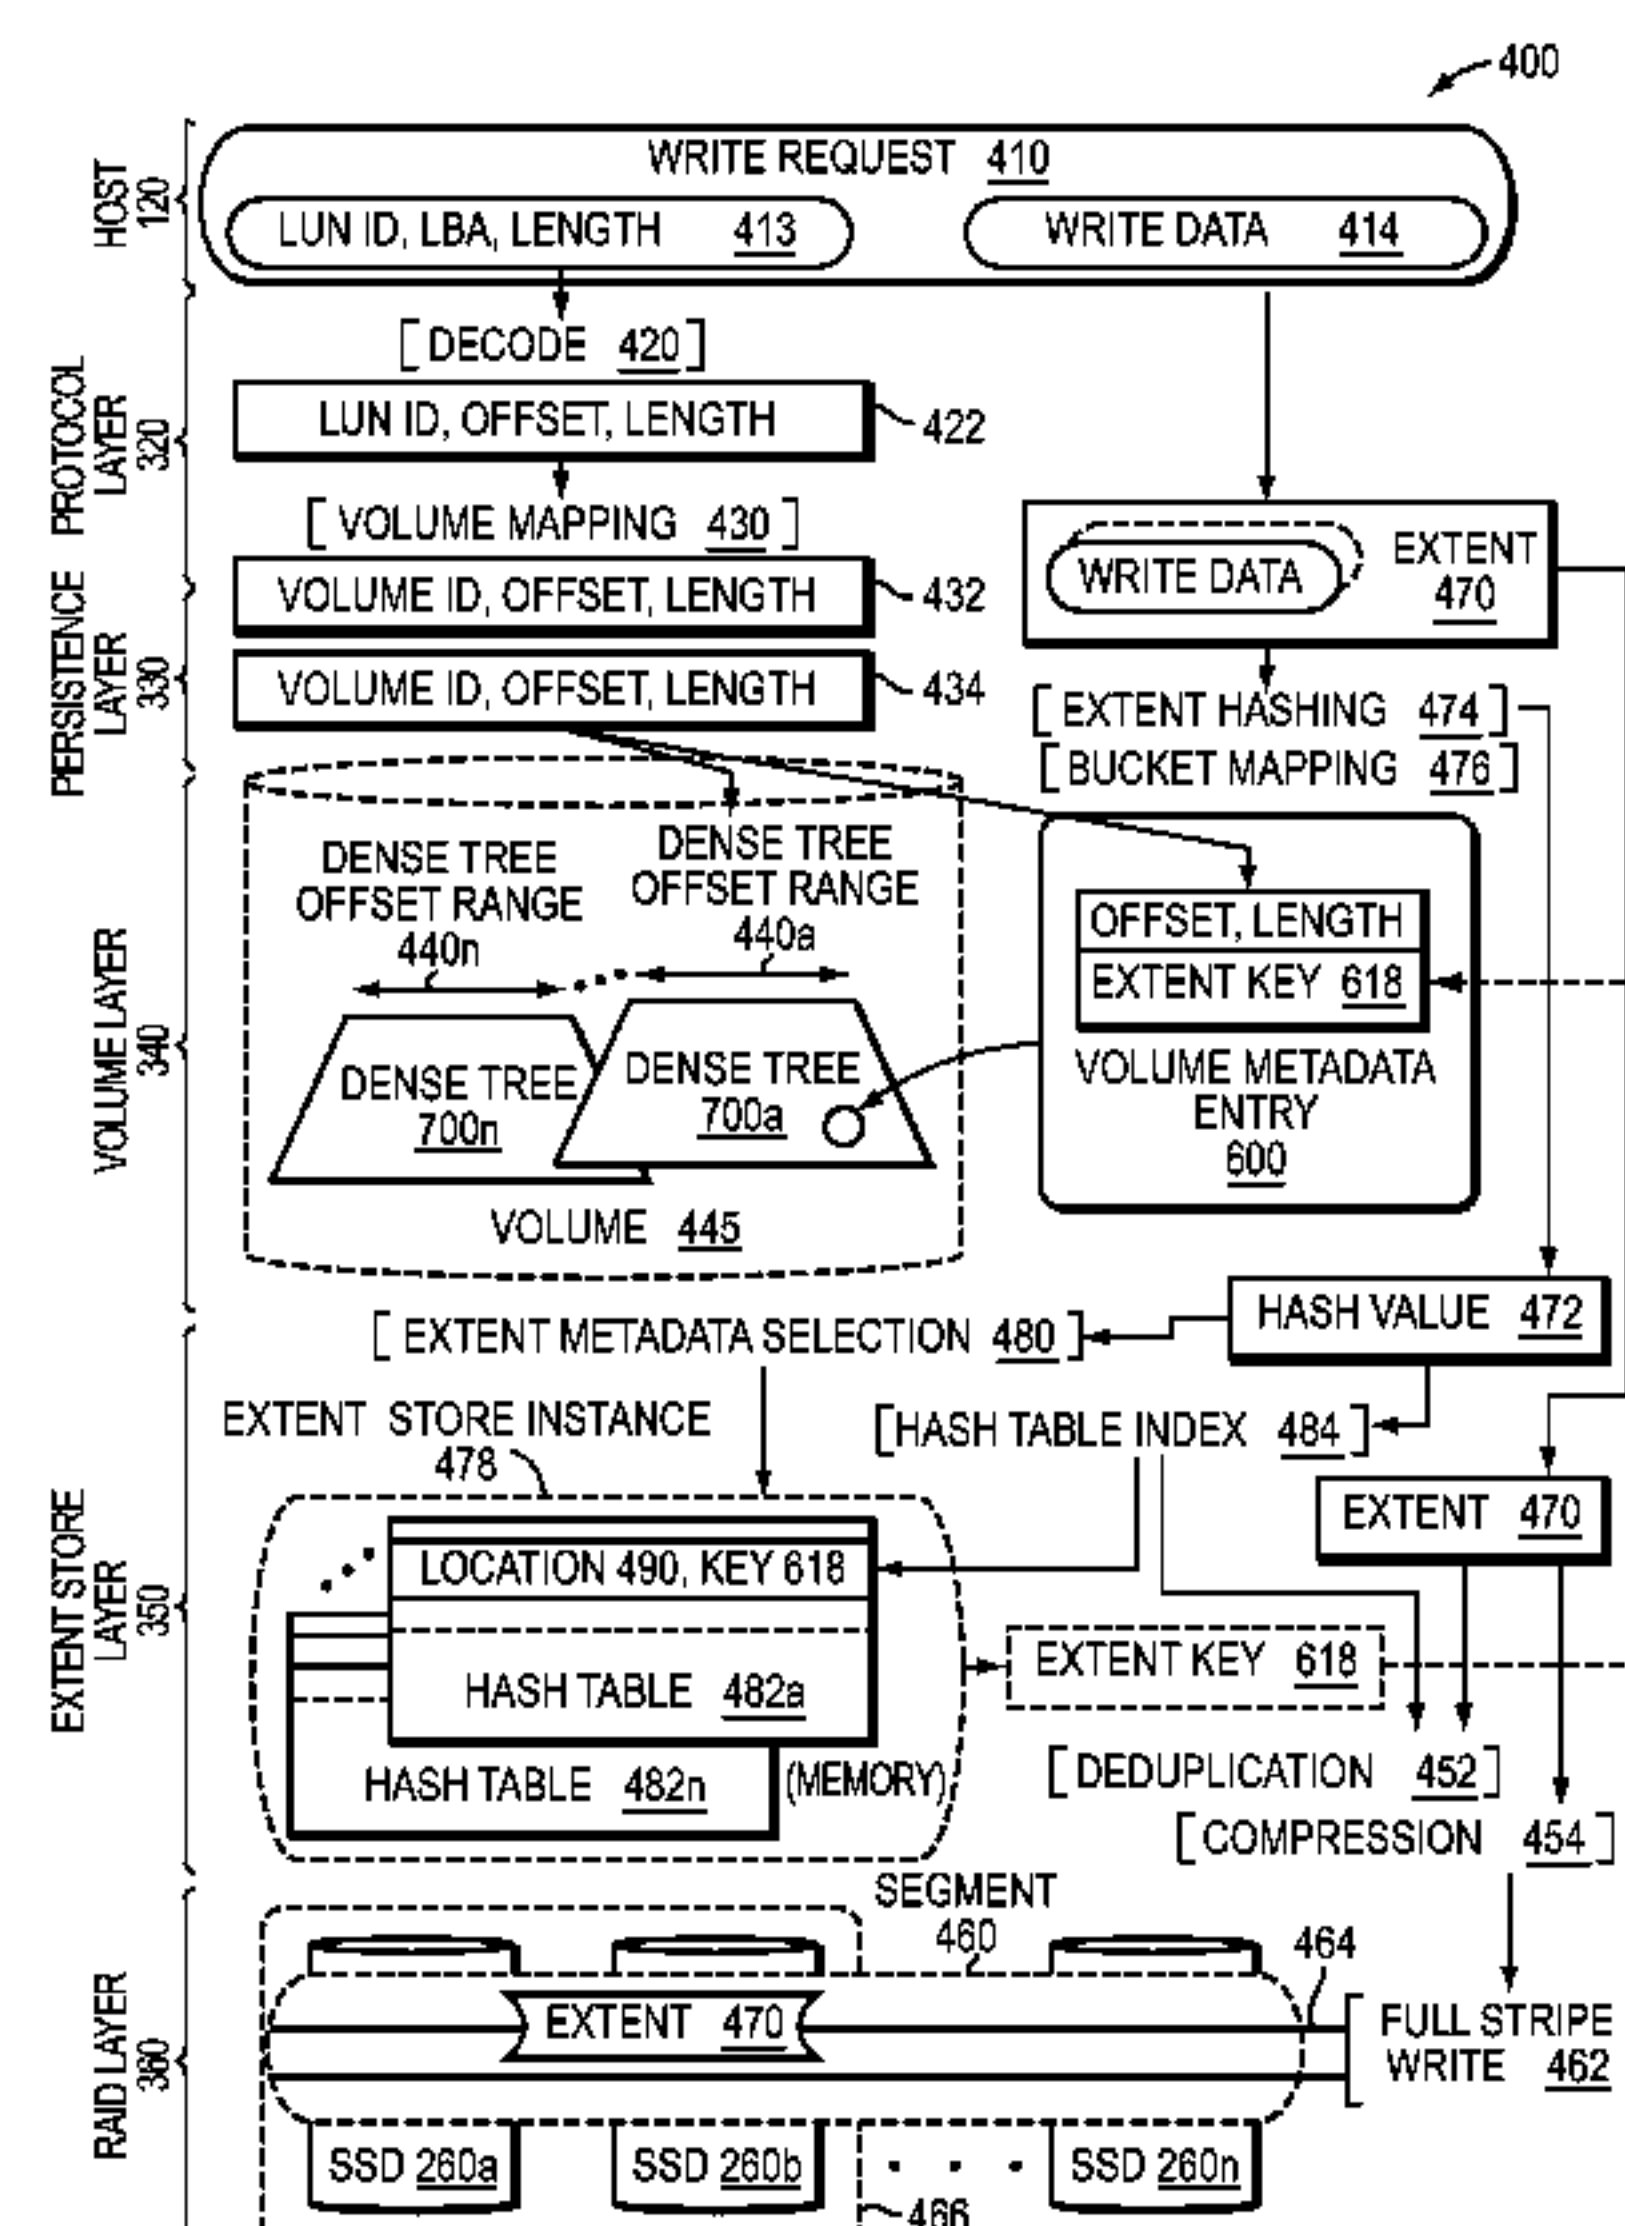 400
HOST
120
WRITE REQUEST 410
LUN ID, LBA, LENGTH 413
WRITE DATA 414
PROTOCOL
LAYER
320
[DECODE 420]
LUN ID, OFFSET, LENGTH
422
[VOLUME MAPPING 430]
VOLUME ID, OFFSET, LENGTH
432
WRITE DATA
EXTENT
470
PERSISTENCE
LAYER
330
VOLUME ID, OFFSET, LENGTH
434
[EXTENT HASHING 474]
[BUCKET MAPPING 476]
VOLUME LAYER
340
DENSE TREE
OFFSET RANGE
440n
DENSE TREE
OFFSET RANGE
440a
DENSE TREE
700n
DENSE TREE
700a
VOLUME 445
OFFSET, LENGTH
EXTENT KEY 618
VOLUME METADATA
ENTRY
600
HASH VALUE 472
[EXTENT METADATA SELECTION 480]
EXTENT STORE
LAYER
350
EXTENT STORE INSTANCE
478
[HASH TABLE INDEX 484]
EXTENT 470
LOCATION 490, KEY 618
HASH TABLE 482a
HASH TABLE 482n
(MEMORY)
EXTENT KEY 618
[DEDUPLICATION 452]
[COMPRESSION 454]
RAID LAYER
360
SEGMENT
460
464
EXTENT 470
FULL STRIPE
WRITE 462
SSD 260a
SSD 260b
SSD 260n
466